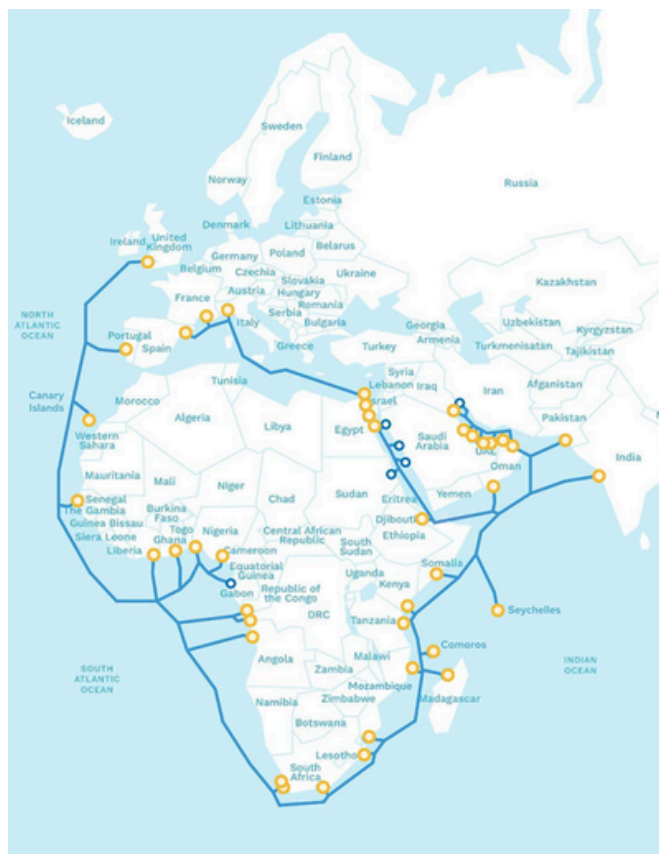 Iceland
Sweden
Finland
Norway
Russia
Estonia
Denmark
Lithuania
Ireland
United
Kingdom
Belarus
Poland
Germany
Belgium
Czechia
Ukraine
Slovakia
Kazakhstan
Austria
Hungary
France
Romania
Serbia
NORTH
ATLANTIC
OCEAN
Italy
Bulgaria
Georgia
Uzbekistan
Kyrgyzstan
Portugal
Spain
Armenia
Greece
Turkey
Turkmenisatan
Tajikistan
Syria
Tunisia
Lebanon
Iraq
Iran
Afghanistan
Canary
Islands
Morocco
Israel
Pakistan
Algeria
Libya
Egypt
Saudi
Arabia
UAE
Western
Sahara
Oman
India
Mauritania
Mali
Niger
Chad
Sudan
Eritrea
Yemen
Senegal
The Gambia
Guinea Bissau
Siera Leone
Liberia
Burkina
Faso
Togo
Ghana
Nigeria
Djibouti
Ethiopia
Central African
Republic
South
Sudan
Cameroon
Equatorial
Guinea
Somalia
Uganda
Kenya
Gabon
Republic of
the Congo
DRC
Seychelles
Tanzania
Comoros
Angola
Malawi
Zambia
SOUTH
ATLANTIC
OCEAN
INDIAN
OCEAN
Mozambique
Zimbabwe
Madagascar
Namibia
Botswana
Lesotho
South
Africa